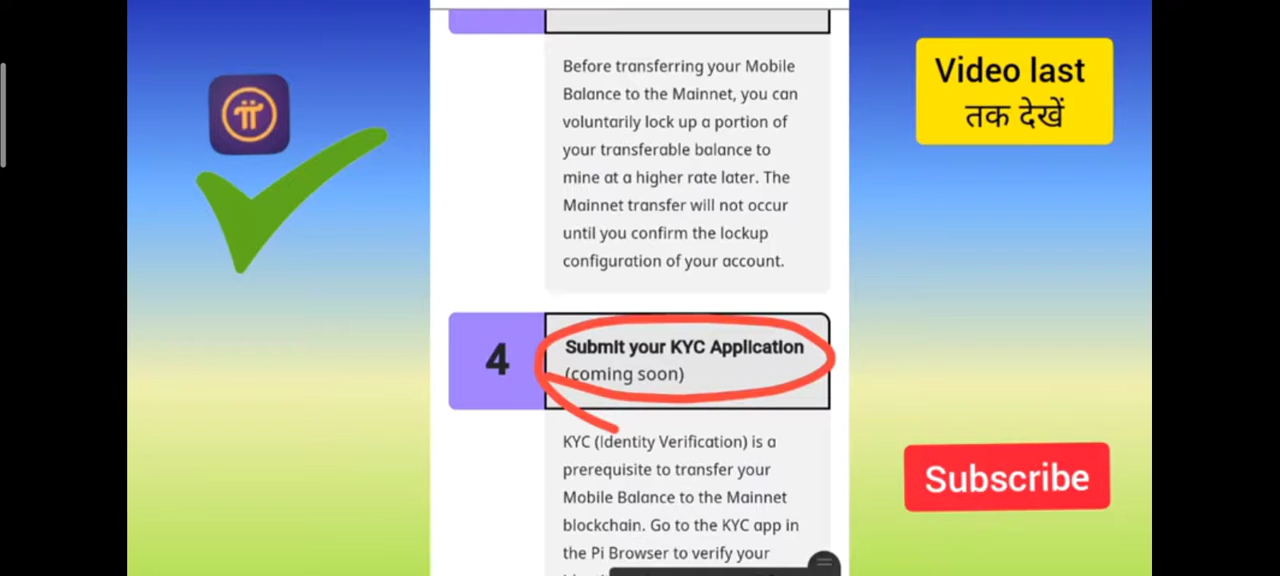 Before transferring your Mobile
Balance to the Mainnet, you can
voluntarily lock up a portion of
your transferable balance to
mine at a higher rate later. The
Mainnet transfer will not occur
until you confirm the lockup
configuration of your account.
4
Submit your KYC Application
(coming soon)
KYC (Identity Verification) is a
prerequisite to transfer your
Mobile Balance to the Mainnet
blockchain. Go to the KYC app in
the Pi Browser to verify your
Video last
तक देखें
Subscribe